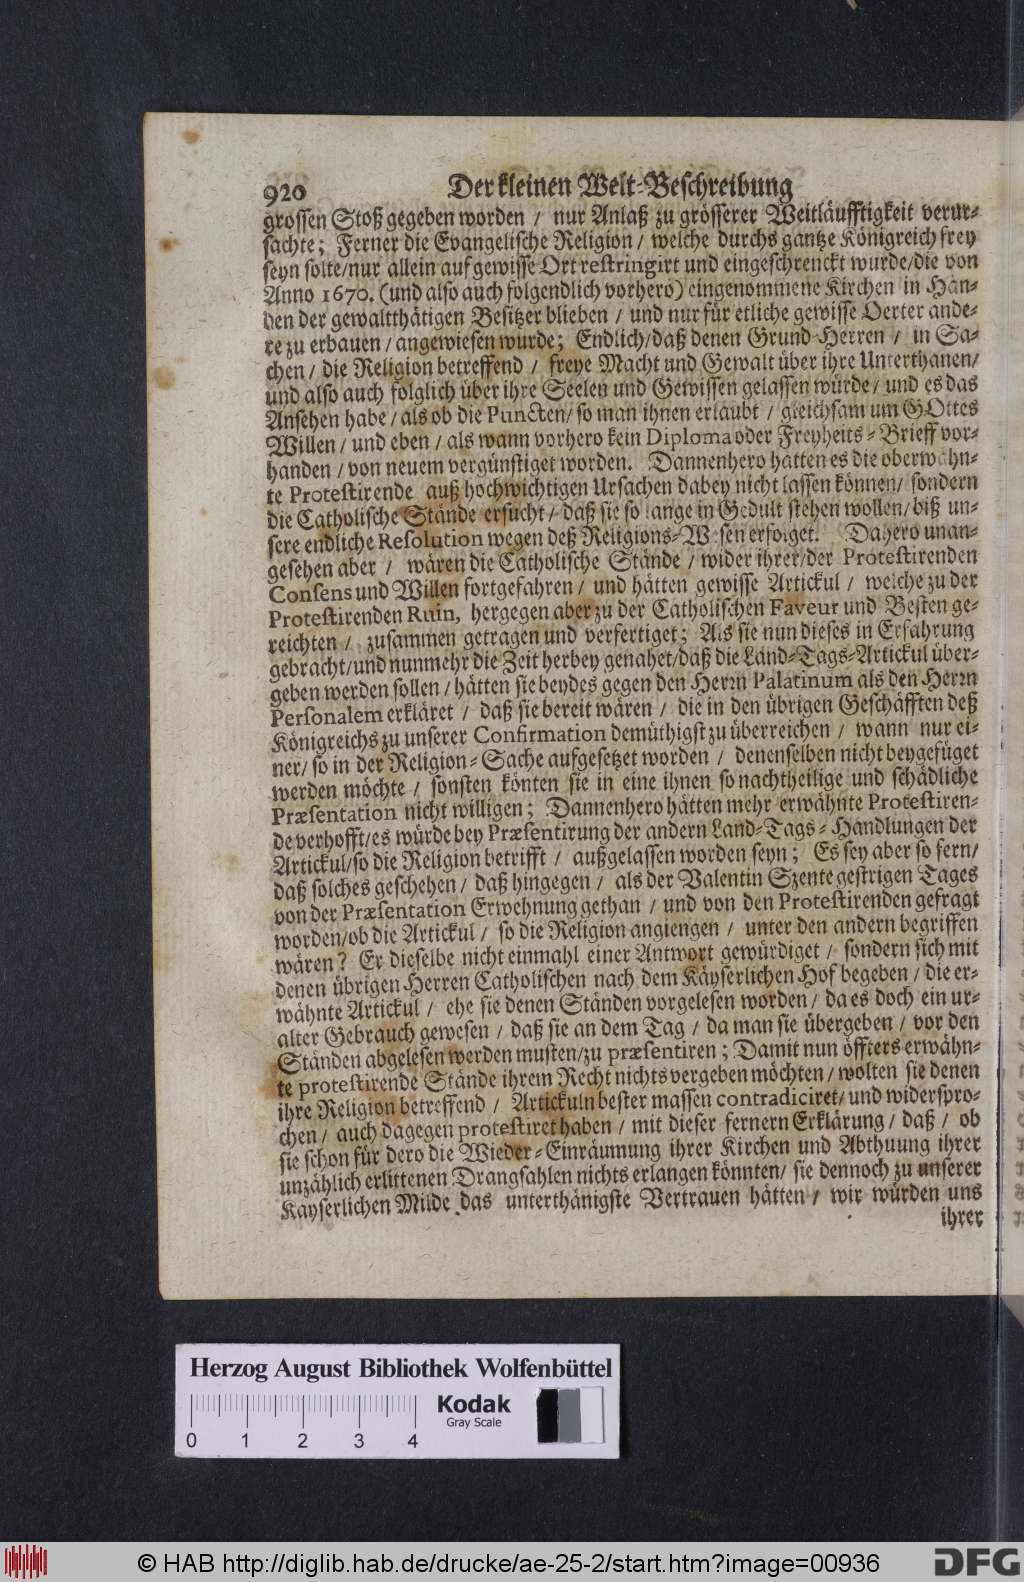 920 Der kleinen Welt-Beschreibung
grossen Stoß gegeben worden / nur Anlaß zu grösserer Weitläufftigkeit verur-
sachte; Ferner die Evangelische Religion / welche durchs gantze Königreich frey
seyn solte/nur allein auf gewisse Ort restringirt und eingeschrenckt wurde/die von
Anno 1670. (und also auch folgendlich vorhero) eingenommene Kirchen in Hän-
den der gewaltthätigen Besitzer blieben / und nur für etliche gewisse Oerter ande-
re zu erbauen / angewiesen wurde; Endlich/daß denen Grund-Herren / in Sa-
chen / die Religion betreffend / freye Macht und Gewalt über ihre Unterthanen/
und also auch folglich über ihre Seelen und Gewissen gelassen würde / und es das
Ansehen habe / als ob die Puncten/ so man ihnen erlaubt / gleichsam um GOttes
Willen / und eben / als wann vorhero kein Diploma oder Freyheits-Brieff vor-
handen / von neuem vergünstiget worden. Dannenhero hatten es die oberwähn-
te Protestirende auß hochwichtigen Ursachen dabey nicht lassen können/ sondern
die Catholische Stände ersucht / daß sie so lange in Gedult stehen wollen/ biß un-
sere endliche Resolution wegen deß Religions-Wesen erfolget. Dahero unan-
gesehen aber / wären die Catholische Stände / wider ihrer/der Protestirenden
Consens und Willen fortgefahren / und hätten gewisse Artickul / welche zu der
Protestirenden Ruin, hergegen aber zu der Catholischen Faveur und Besten ge-
reichten / zusammen getragen und verfertiget; Als sie nun dieses in Erfahrung
gebracht/und nunmehr die Zeit herbey genahet/daß die Land-Tags-Artickul über-
geben werden sollen / hätten sie beydes gegen den Herrn Palatinum als den Herrn
Personalem erkläret / daß sie bereit wären / die in den übrigen Geschäfften deß
Königreichs zu unserer Confirmation demüthigst zu überreichen / wann nur ei-
ner/ so in der Religion-Sache aufgesetzet worden / denenselben nicht beygefüget
werden möchte / sonsten könten sie in eine ihnen so nachtheilige und schädliche
Præsentation nicht willigen; Dannenhero hätten mehr erwähnte Protestiren-
de verhofft/es würde bey Præsentirung der andern Land-Tags-Handlungen der
Artickul/so die Religion betrifft / außgelassen worden seyn; Es sey aber so fern/
daß solches geschehen / daß hingegen / als der Valentin Szente gestrigen Tages
von der Præsentation Erwehnung gethan / und von den Protestirenden gefragt
worden/ob die Artickul / so die Religion angiengen / unter den andern begriffen
wären? Er dieselbe nicht einmahl einer Antwort gewürdiget / sondern sich mit
denen übrigen Herren Catholischen nach dem Käyserlichen Hof begeben / die er-
wähnte Artickul / ehe sie denen Ständen vorgelesen worden / da es doch ein ur-
alter Gebrauch gewesen / daß sie an dem Tag / da man sie übergeben / vor den
Ständen abgelesen werden musten/zu præsentiren; Damit nun öffters erwähn-
te protestirende Stände ihrem Recht nichts vergeben möchten / wolten sie denen
ihre Religion betreffend / Artickuln bester massen contradiciret/ und widerspro-
chen / auch dagegen protestiret haben / mit dieser fernern Erklärung / daß / ob
sie schon für dero die Wieder-Einräumung ihrer Kirchen und Abthuung ihrer
unzählich erlittenen Drangsahlen nichts erlangen könnten/ sie dennoch zu unserer
Kayserlichen Milde das unterthänigste Vertrauen hätten / wir würden uns
ihrer
Herzog August Bibliothek Wolfenbüttel
Kodak
Gray Scale
0 1 2 3 4
© HAB http://diglib.hab.de/drucke/ae-25-2/start.htm?image=00936
DFG